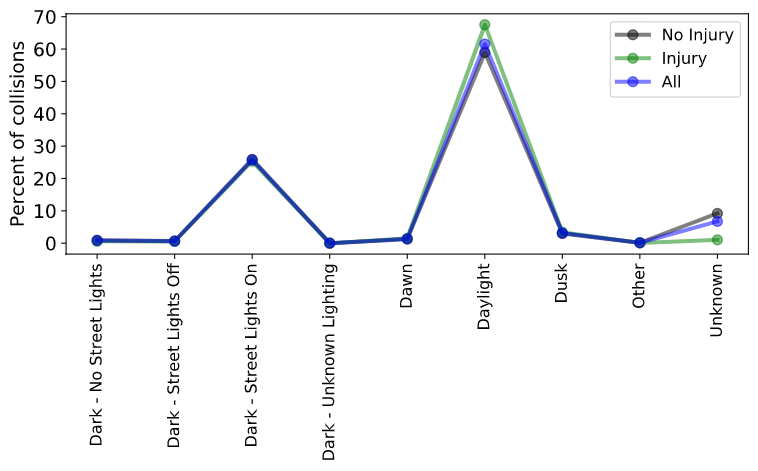 70
60
50
40
30
20
10
0
Percent of collisions
No Injury
Injury
All
Dark - No Street Lights
Dark - Street Lights Off
Dark - Street Lights On
Dark - Unknown Lighting
Dawn
Daylight
Dusk
Other
Unknown